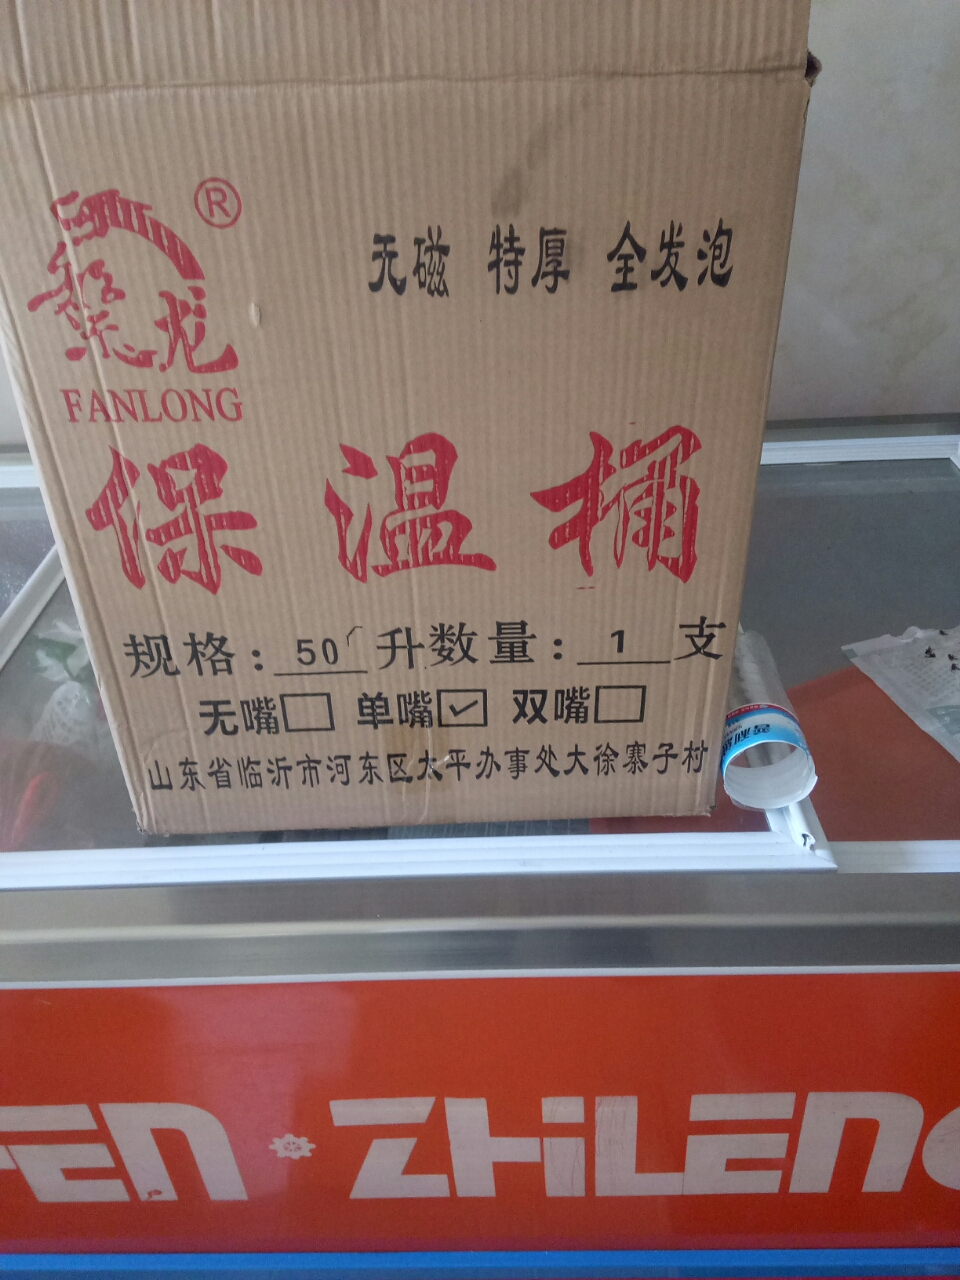 ®
无磁 特厚 全发泡
龙
FANLONG
保温桶
规格: 50 升 数量: 1 支
无嘴□ 单嘴☑ 双嘴□
山东省临沂市河东区太平办事处大徐寨子村
FEN ZHILENG